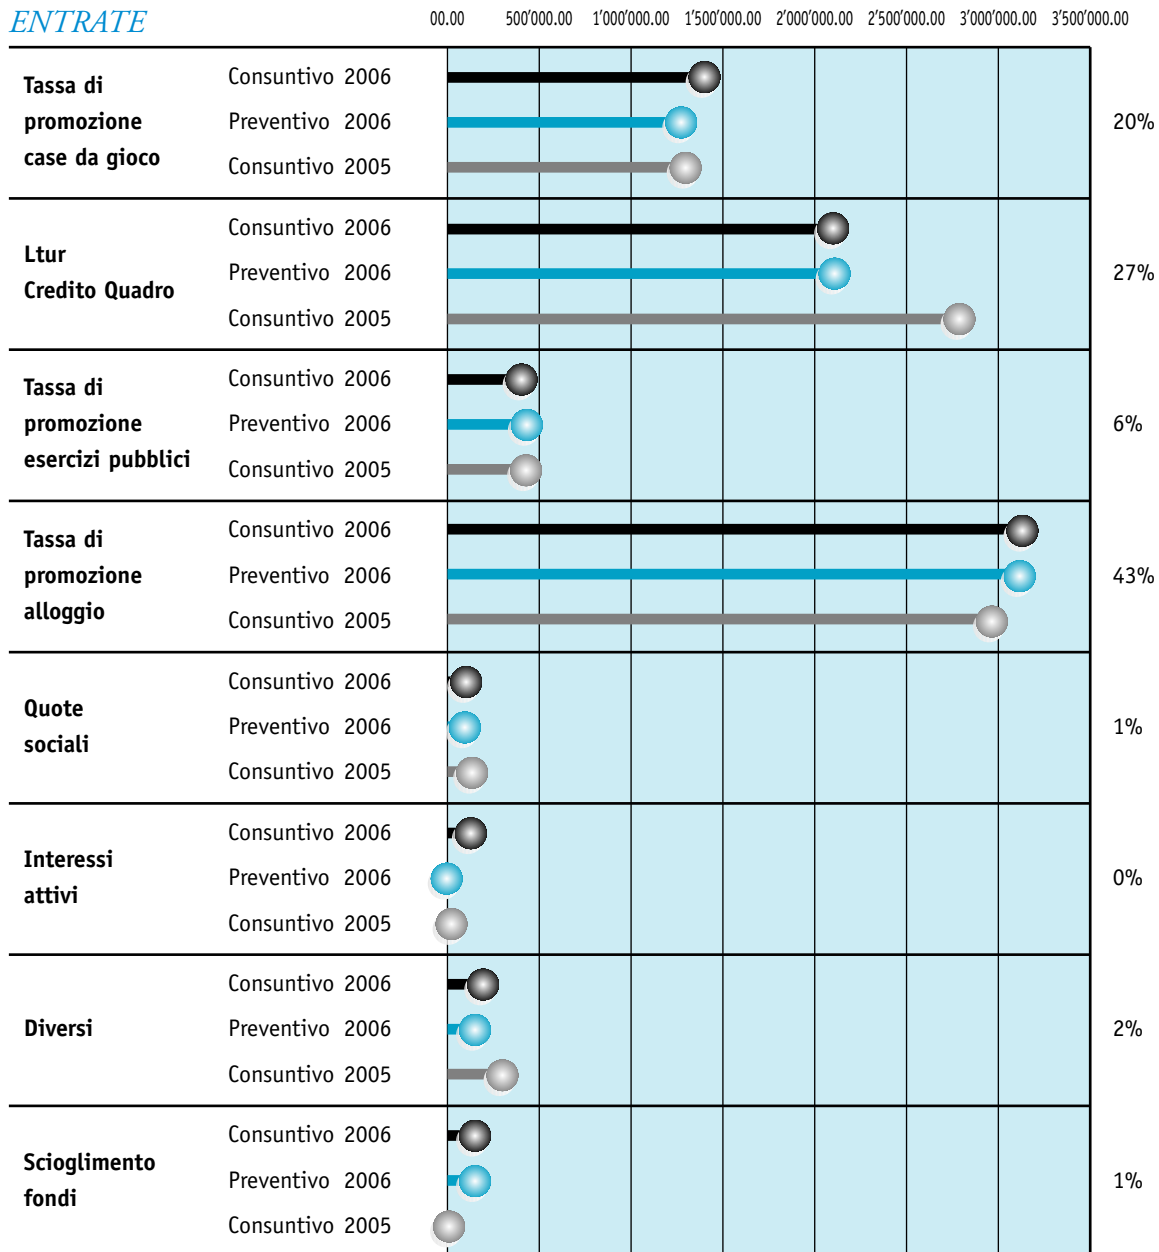 ENTRATE
00.00 500'000.00 1'000'000.00 1'500'000.00 2'000'000.00 2'500'000.00 3'000'000.00 3'500'000.00
Tassa di
promozione
case da gioco
Consuntivo 2006
Preventivo 2006
Consuntivo 2005
20%
Ltur
Credito Quadro
Consuntivo 2006
Preventivo 2006
Consuntivo 2005
27%
Tassa di
promozione
esercizi pubblici
Consuntivo 2006
Preventivo 2006
Consuntivo 2005
6%
Tassa di
promozione
alloggio
Consuntivo 2006
Preventivo 2006
Consuntivo 2005
43%
Quote
sociali
Consuntivo 2006
Preventivo 2006
Consuntivo 2005
1%
Interessi
attivi
Consuntivo 2006
Preventivo 2006
Consuntivo 2005
0%
Diversi
Consuntivo 2006
Preventivo 2006
Consuntivo 2005
2%
Scioglimento
fondi
Consuntivo 2006
Preventivo 2006
Consuntivo 2005
1%